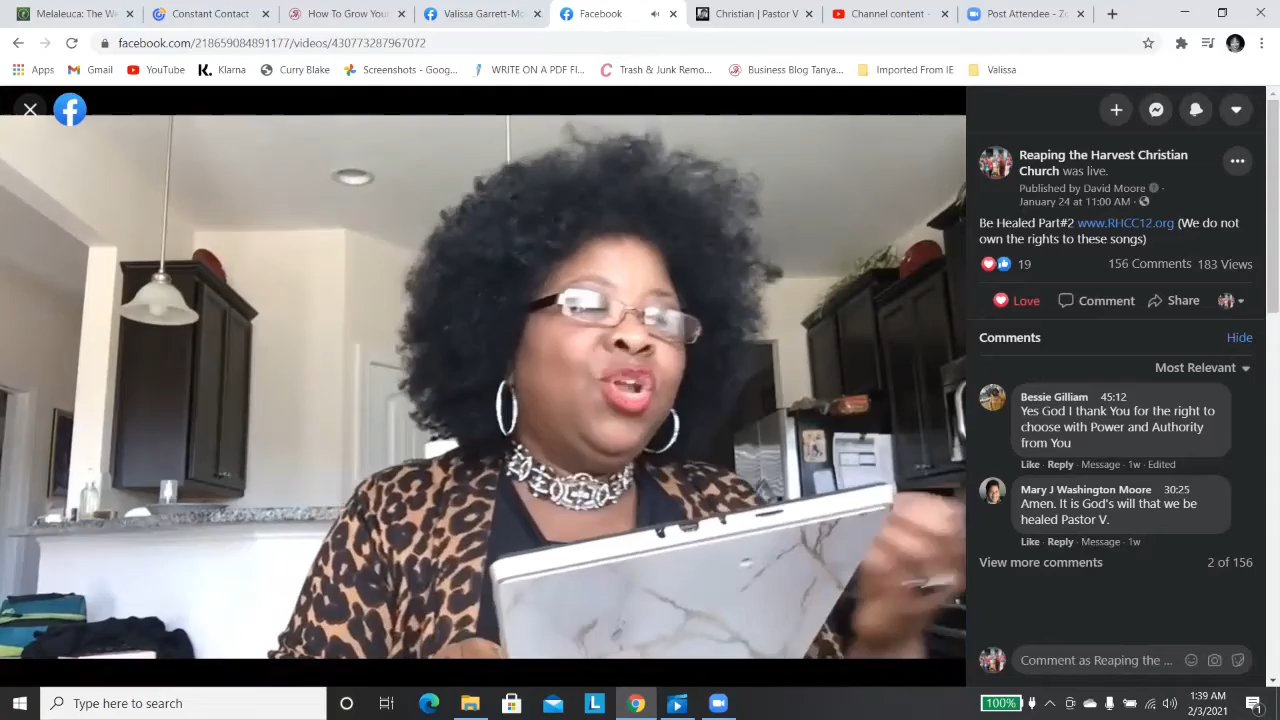 Melaleuca: The We
Constant Contact
How To Grow Your
Valissa Garrett-Mo
Facebook
Christian | Pastor V
Channel content -
Post Attendee - Zo
facebook.com/218659084891177/videos/430773287967072
Apps
Gmail
YouTube
K. Klarna
Curry Blake
Screenshots - Goog...
WRITE ON A PDF Fl...
Trash & Junk Remo...
Business Blog Tanya...
Imported From IE
Valissa
Reaping the Harvest Christian
Church was live.
Published by David Moore
January 24 at 11:00 AM
Be Healed Part#2 www.RHCC12.org (We do not
own the rights to these songs)
19
156 Comments 183 Views
Love
Comment
Share
Comments
Hide
Most Relevant
Bessie Gilliam 45:12
Yes God I thank You for the right to
choose with Power and Authority
from You
Like · Reply · Message · 1w · Edited
Mary J Washington Moore 30:25
Amen. It is God's will that we be
healed Pastor V.
Like · Reply · Message · 1w
View more comments
2 of 156
Comment as Reaping the ...
Type here to search
100%
1:39 AM
2/3/2021